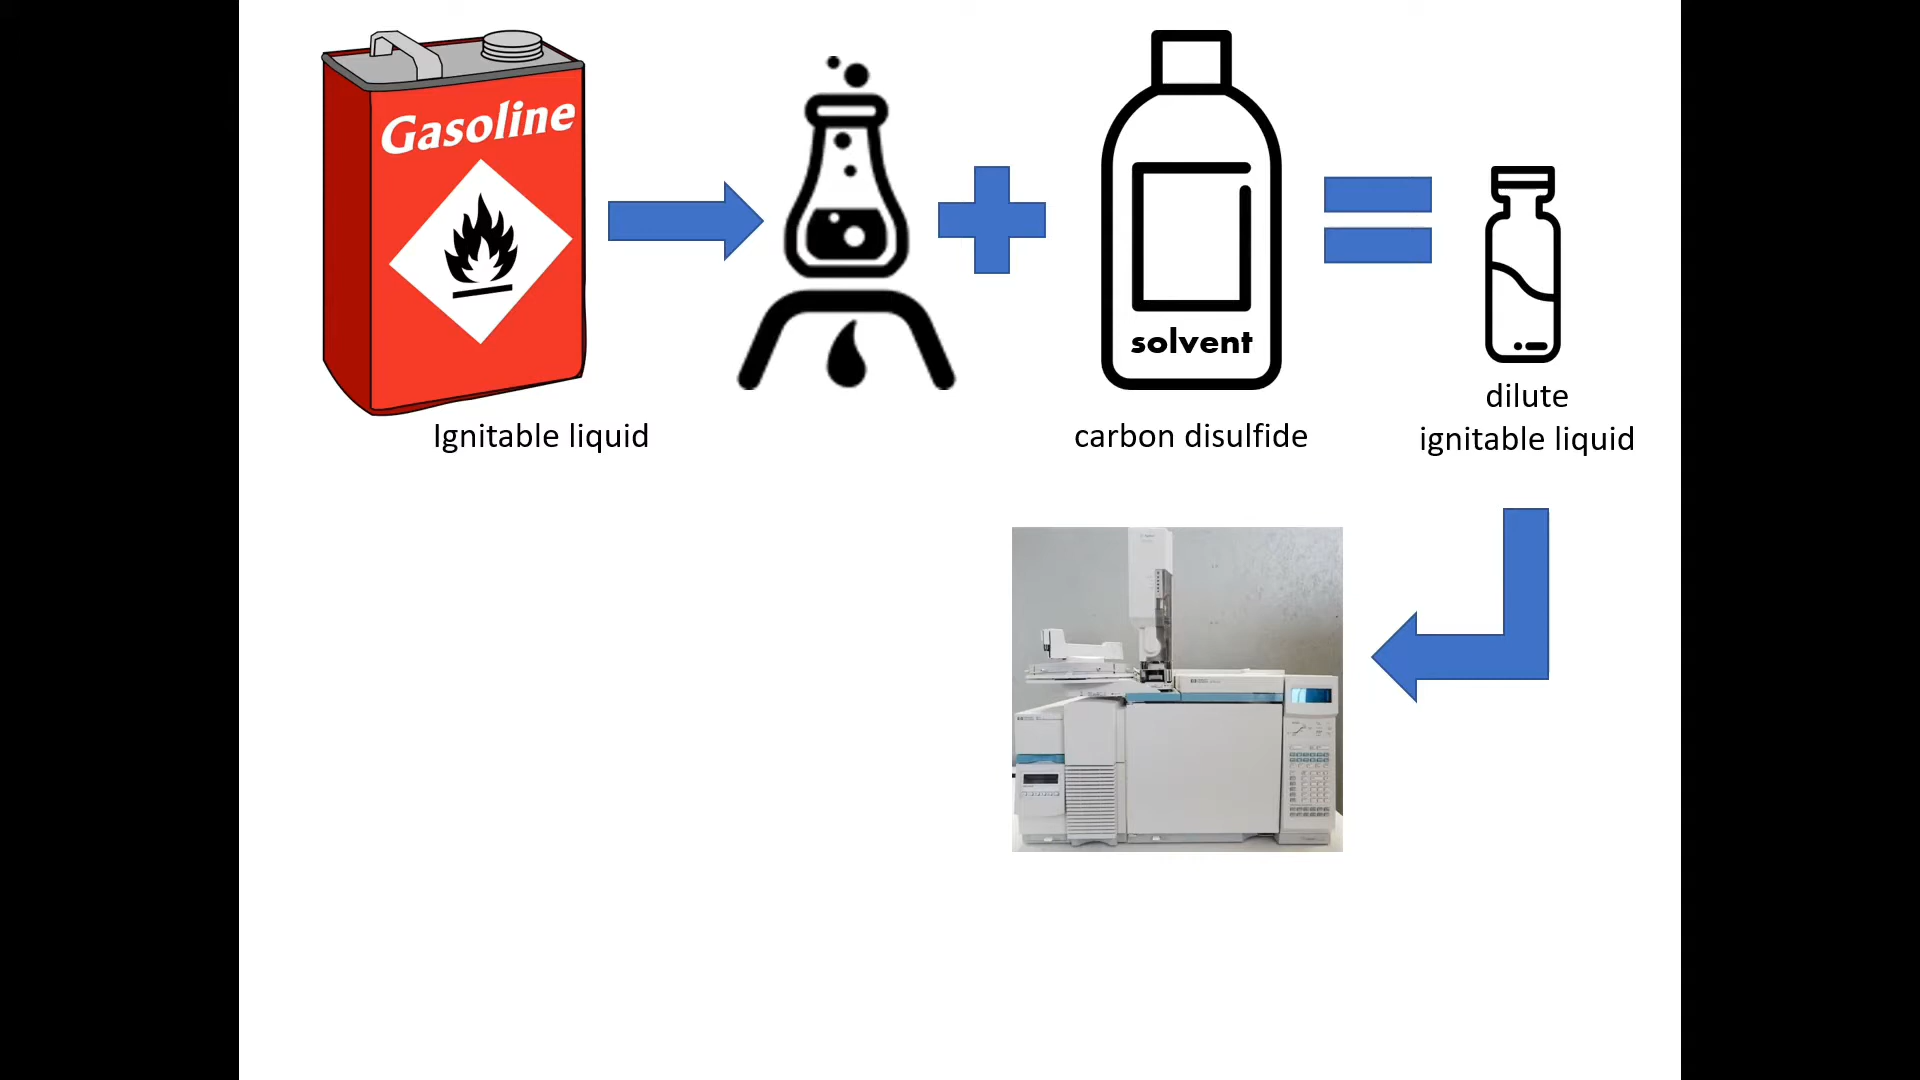 Gasoline
solvent
Ignitable liquid
carbon disulfide
dilute
ignitable liquid